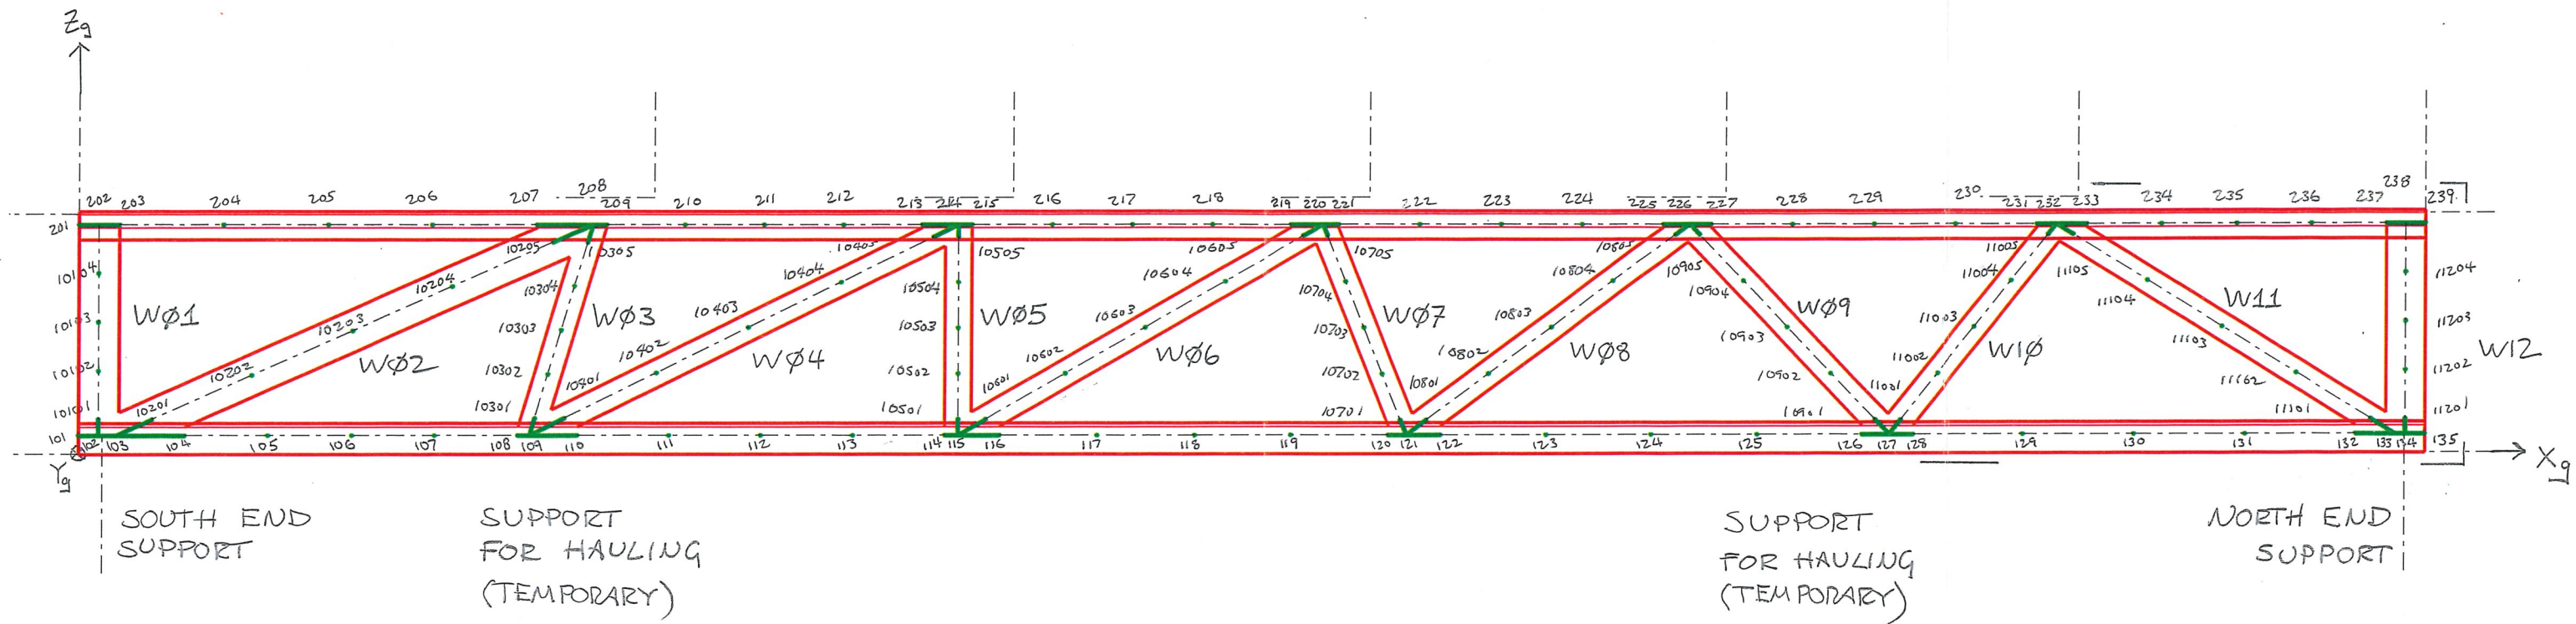 Zg
202 203 204 205 206 207 208 209 210 211 212 213 214 215 216 217 218 219 220 221 222 223 224 225 226 227 228 229 230 231 232 233 234 235 236 237 238 239
201
10205 10305 10405 10505 10605 10705 10805 10905 11005 11105
10104 10204 10304 10404 10504 10604 10704 10804 10904 11004 11104 11204
10103 WØ1 10203 10303 WØ3 10403 10503 WØ5 10603 10703 WØ7 10803 10903 WØ9 11003 11103 W11 11203
10102 10202 WØ2 10302 10402 WØ4 10502 10602 WØ6 10702 10802 WØ8 10902 11002 W1Ø 11102 11202 W12
10101 10201 10301 10401 10501 10601 10701 10801 10901 11001 11101 11201
101 102 103 104 105 106 107 108 109 110 111 112 113 114 115 116 117 118 119 120 121 122 123 124 125 126 127 128 129 130 131 132 133 134 135
Yg
Xg
SOUTH END
SUPPORT
SUPPORT
FOR HAULING
(TEMPORARY)
SUPPORT
FOR HAULING
(TEMPORARY)
NORTH END
SUPPORT